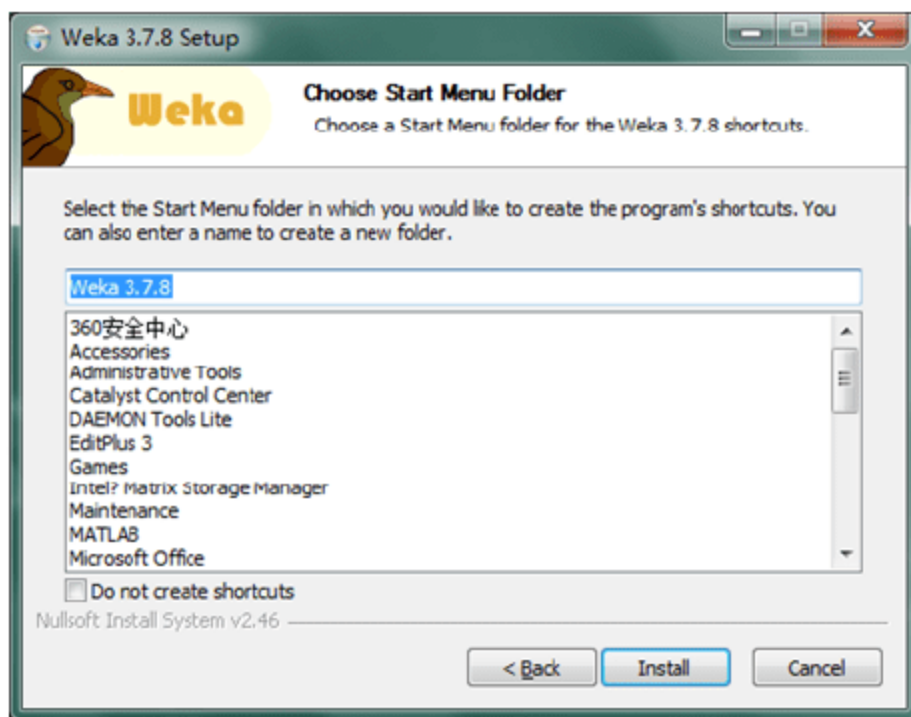 Weka 3.7.8 Setup
Weka
Choose Start Menu Folder
Choose a Start Menu folder for the Weka 3.7.8 shortcuts.
Select the Start Menu folder in which you would like to create the program's shortcuts. You
can also enter a name to create a new folder.
Weka 3.7.8
360安全中心
Accessories
Administrative Tools
Catalyst Control Center
DAEMON Tools Lite
EditPlus 3
Games
Intel? Matrix Storage Manager
Maintenance
MATLAB
Microsoft Office
Do not create shortcuts
Nullsoft Install System v2.46
< Back
Install
Cancel